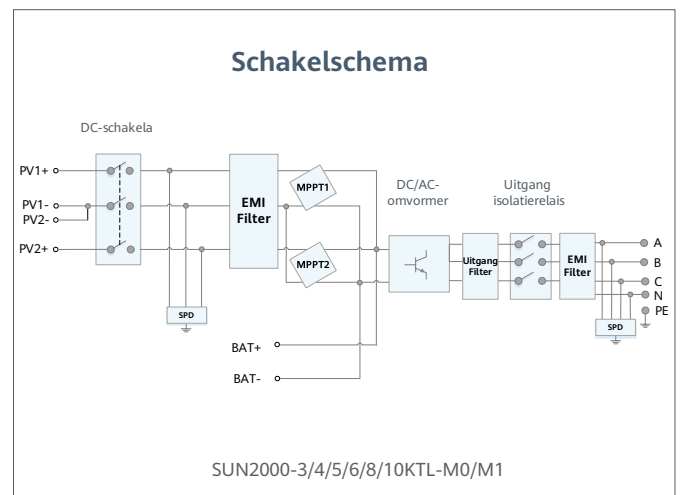 Schakelschema
DC-schakela
PV1+
PV1-
PV2-
PV2+
EMI
Filter
MPPT1
MPPT2
SPD
BAT+
BAT-
DC/AC-
omvormer
Uitgang
Filter
Uitgang
isolatierelais
EMI
Filter
SPD
A
B
C
N
PE
SUN2000-3/4/5/6/8/10KTL-M0/M1